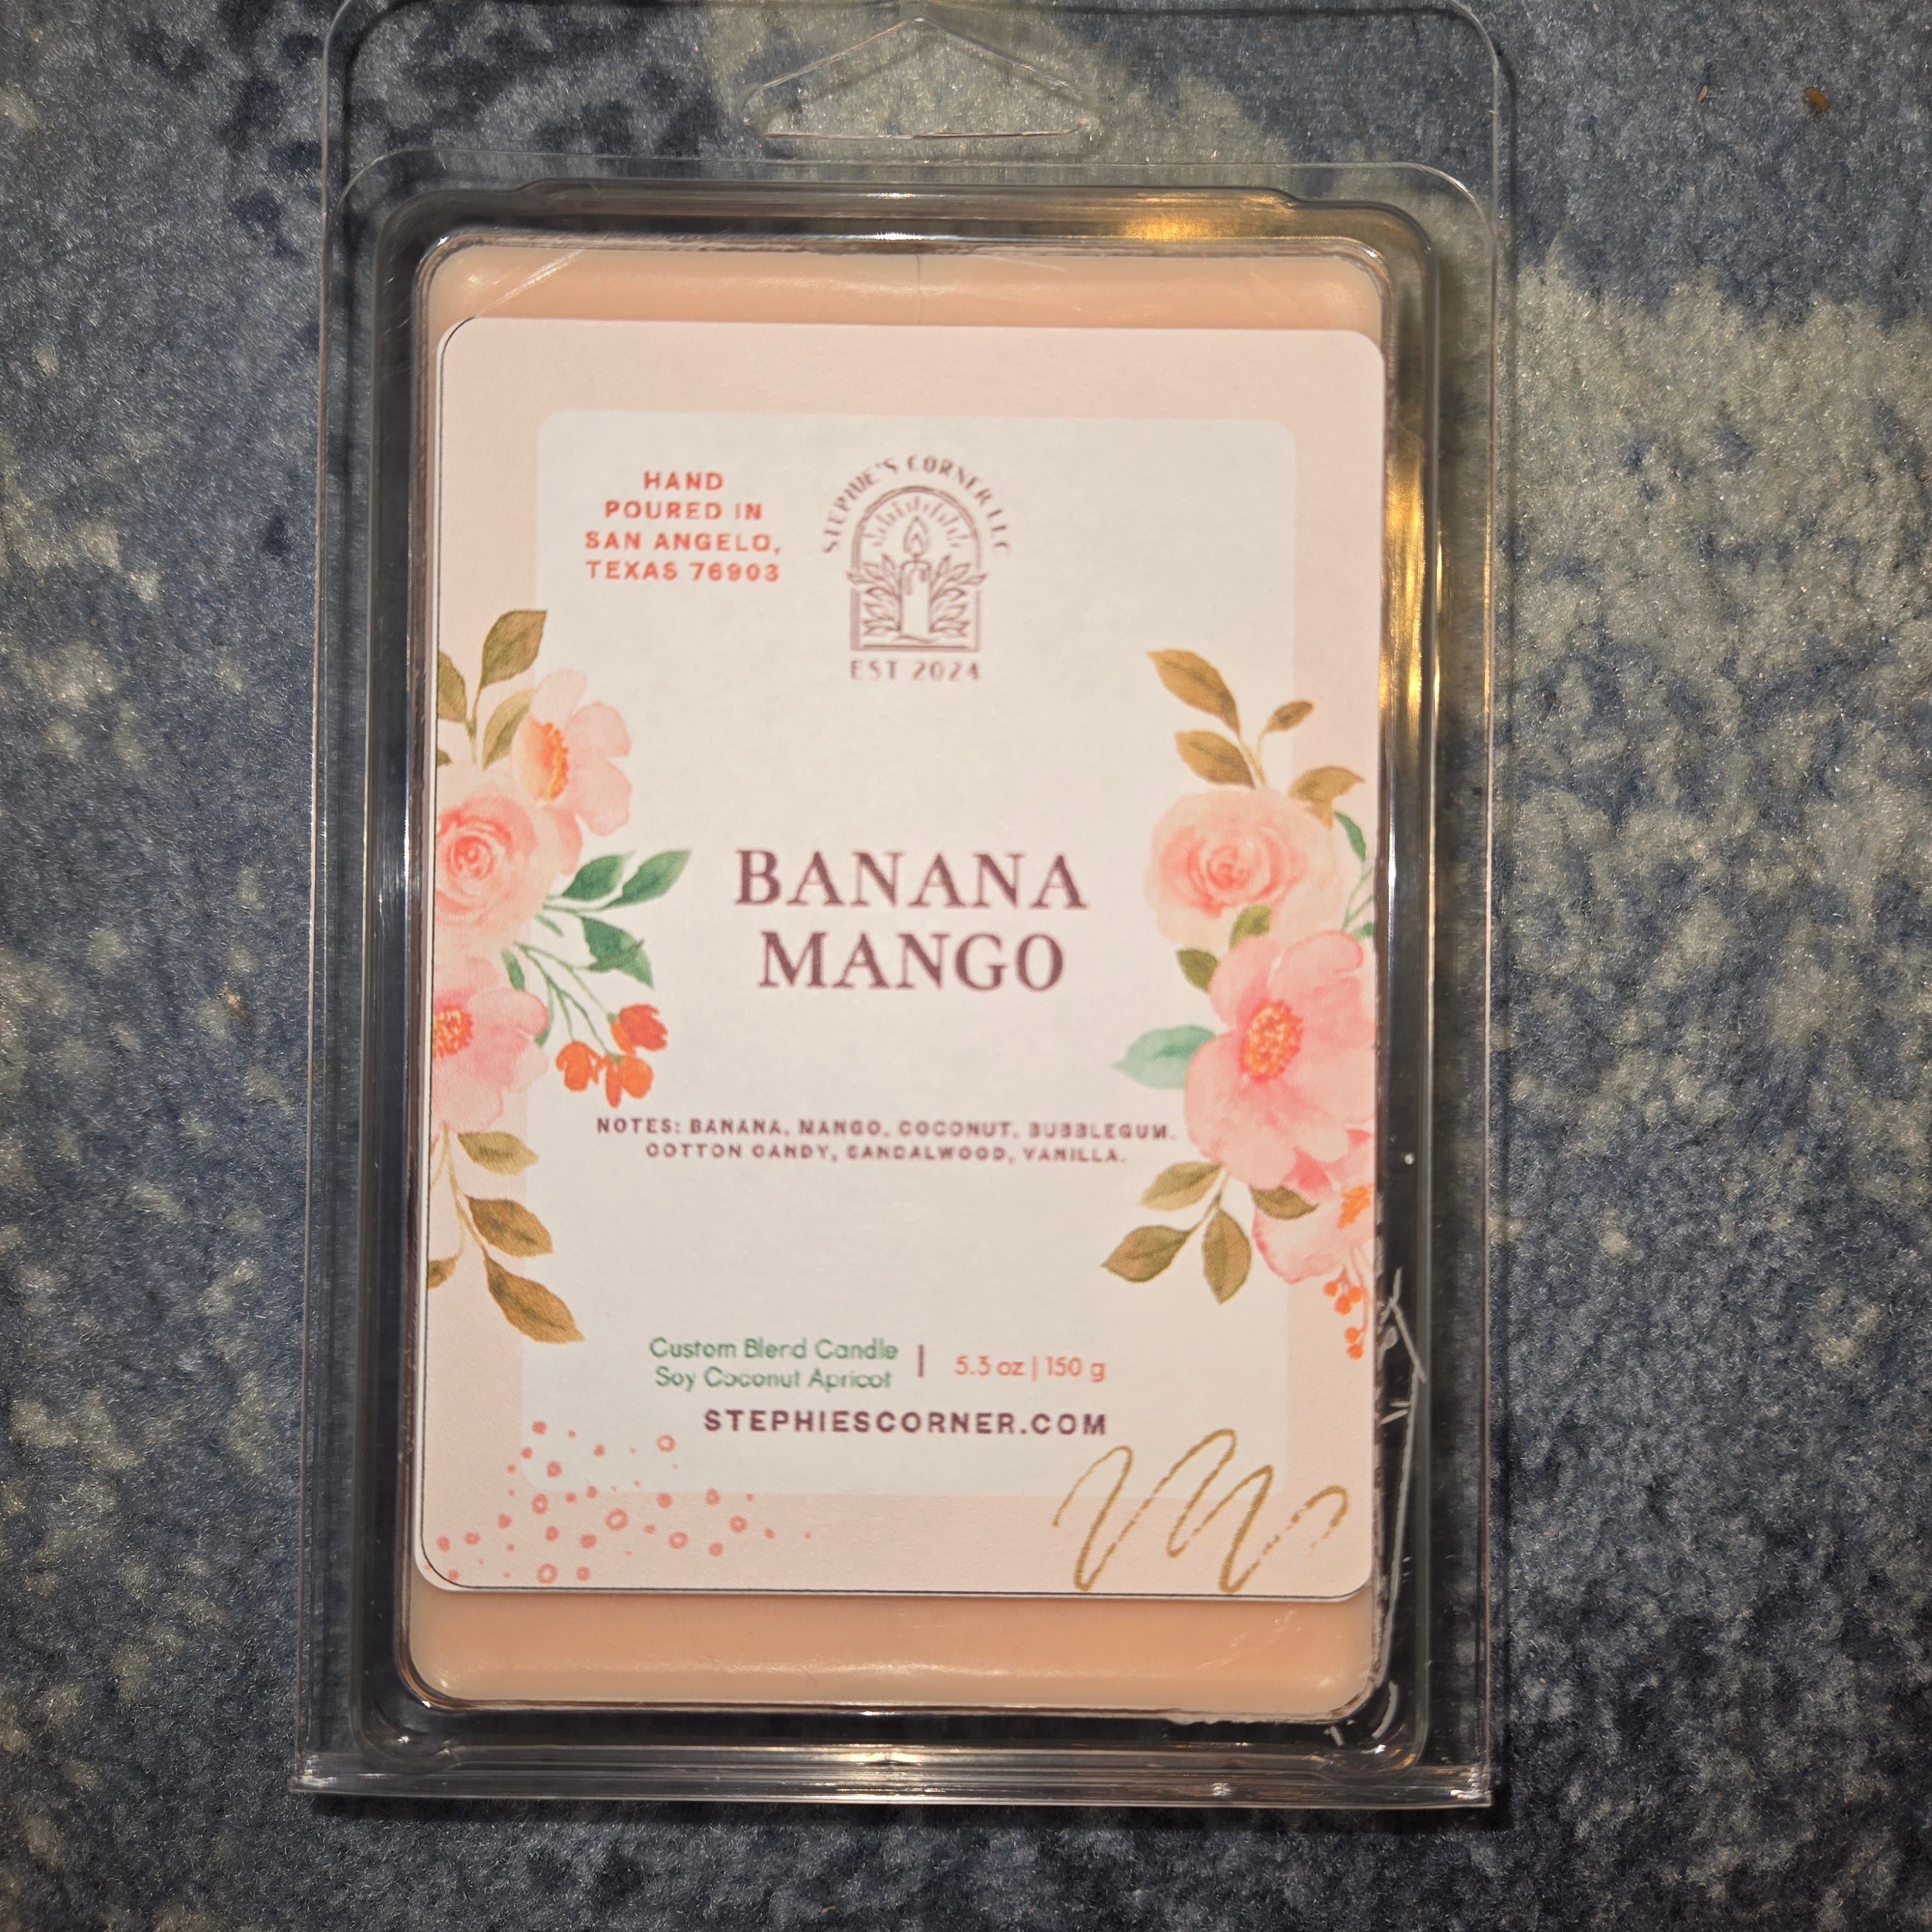 HAND
POURED IN
SAN ANGELO,
TEXAS 76903
STEPHIE'S CORNER LLC
EST 2024
BANANA
MANGO
NOTES: BANANA, MANGO, COCONUT, BUBBLEGUM,
COTTON CANDY, SANDALWOOD, VANILLA.
Custom Blend Candle
Soy Coconut Apricot
| 5.3 oz | 150 g
STEPHIESCORNER.COM